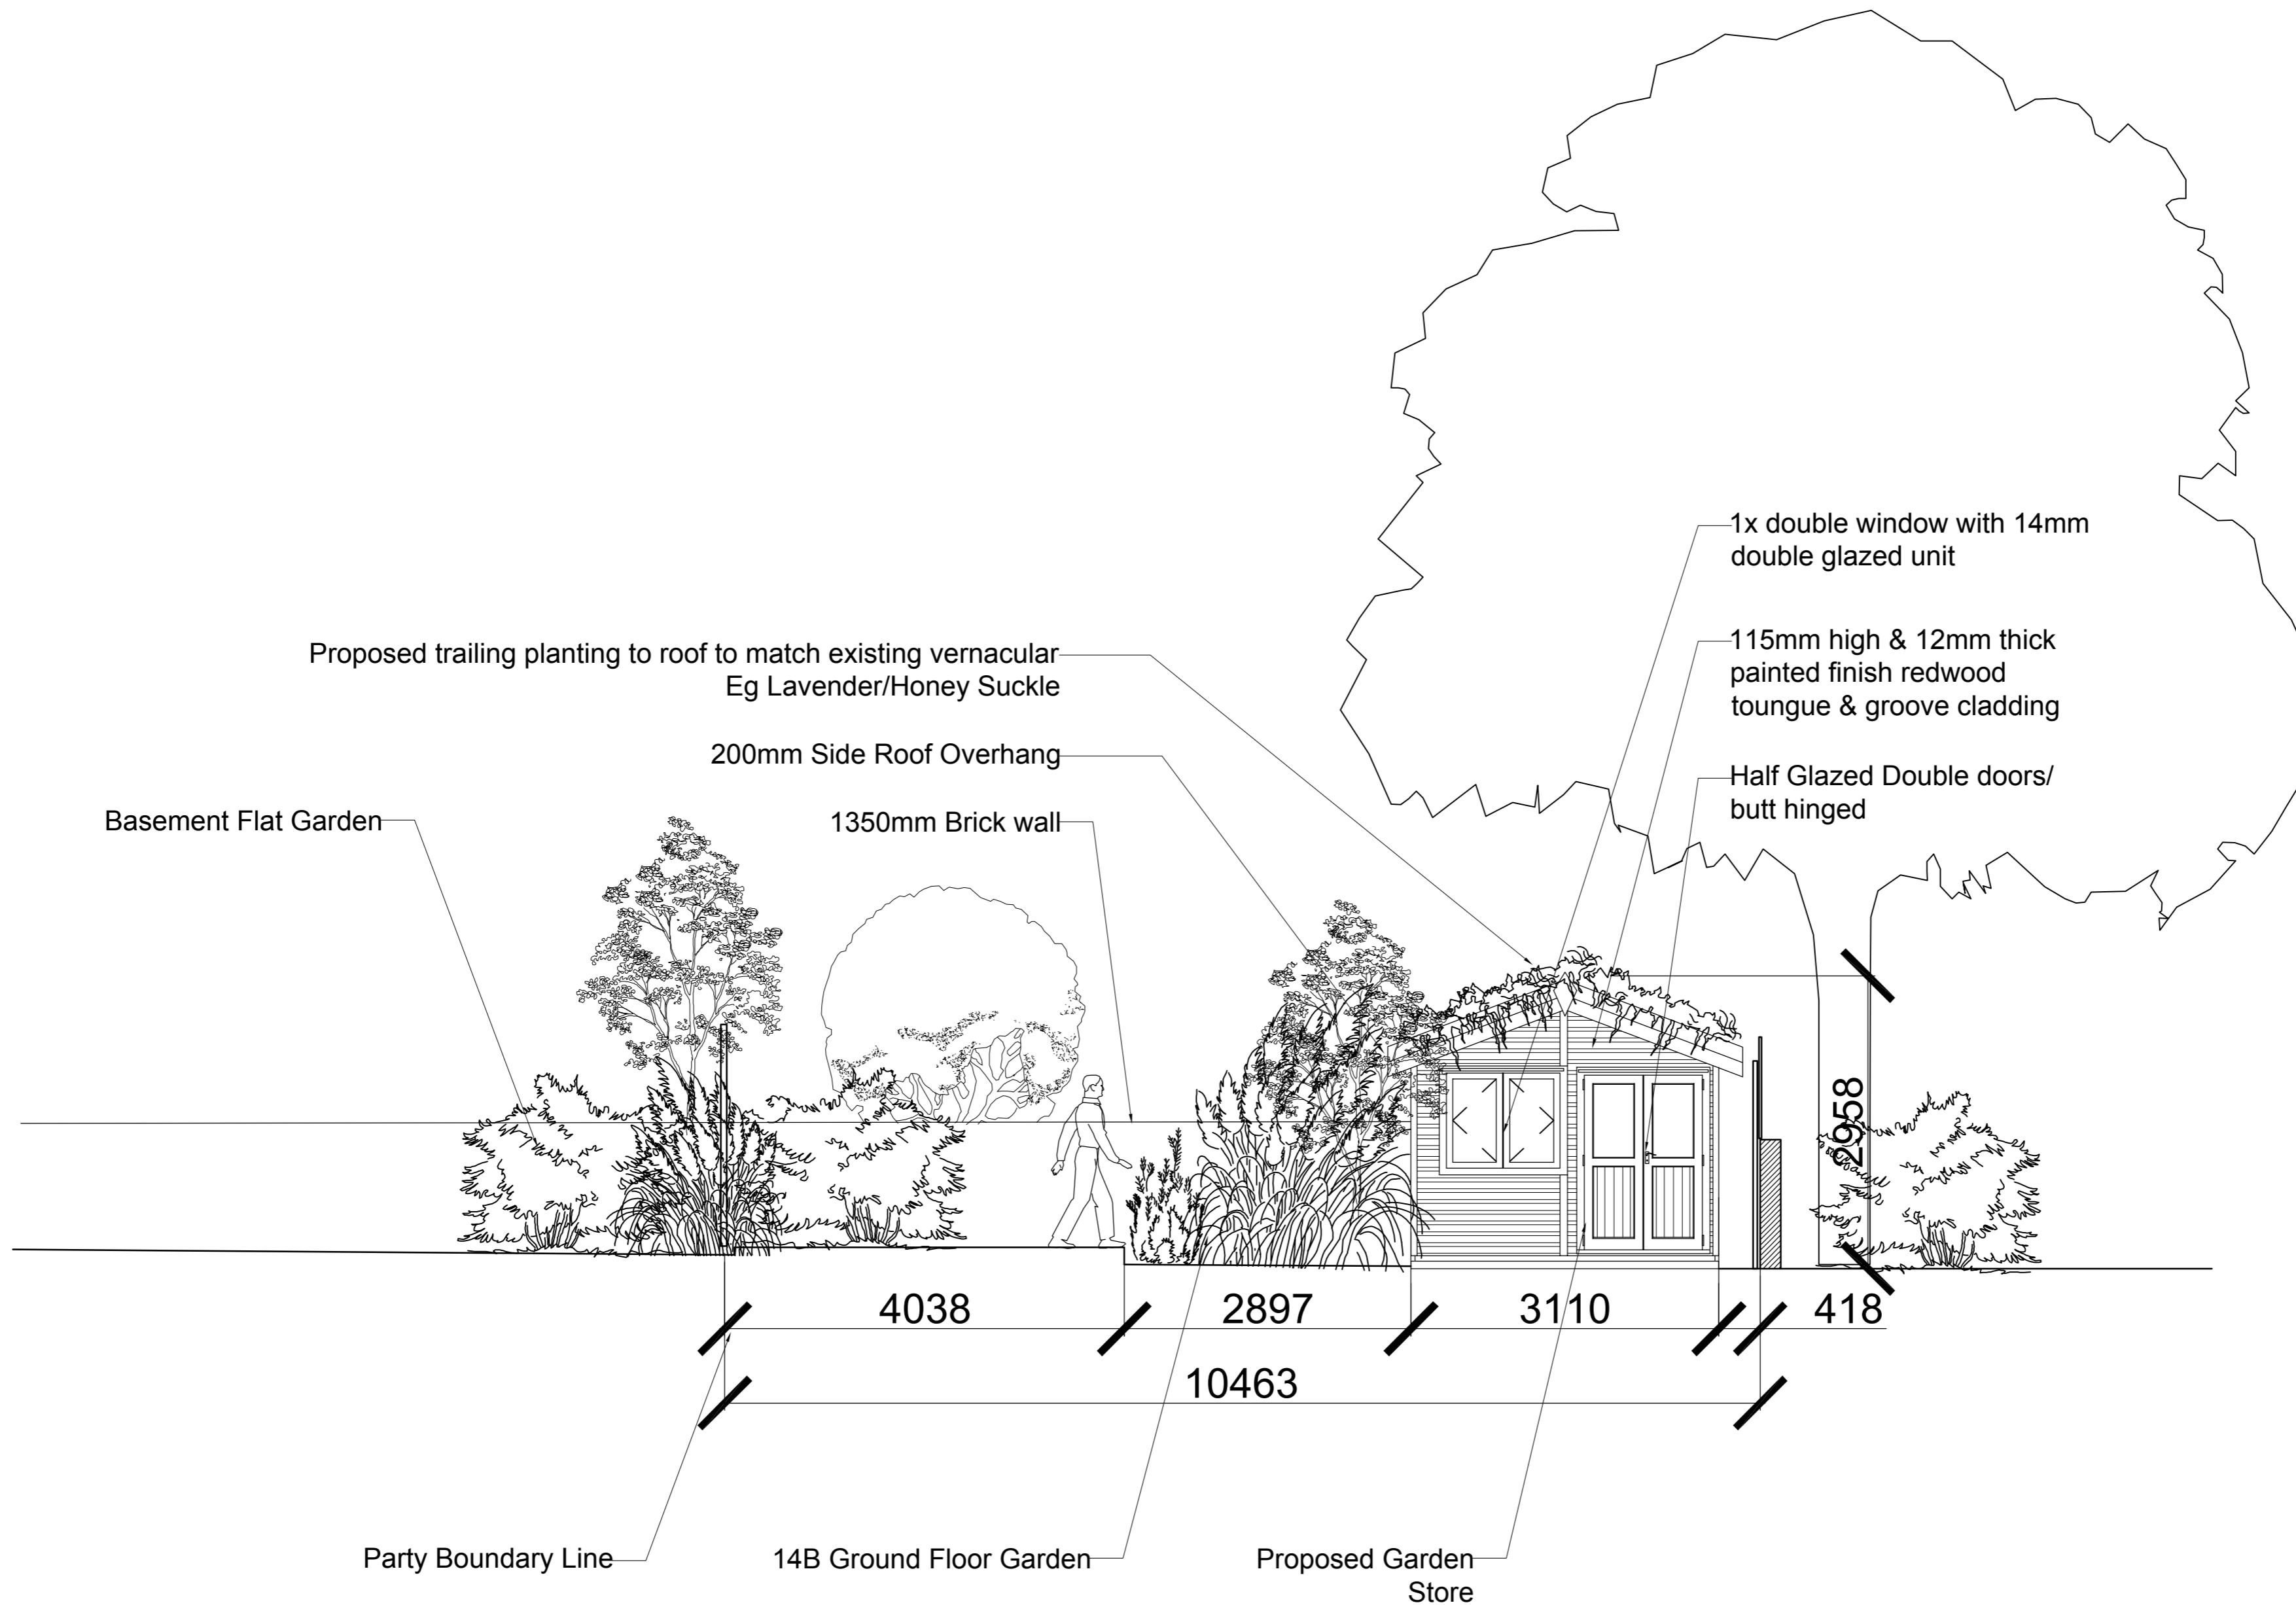 1x double window with 14mm
double glazed unit
115mm high & 12mm thick
painted finish redwood
toungue & groove cladding
Half Glazed Double doors/
butt hinged
Proposed trailing planting to roof to match existing vernacular
Eg Lavender/Honey Suckle
200mm Side Roof Overhang
1350mm Brick wall
Basement Flat Garden
2958
4038
2897
3110
418
10463
Party Boundary Line
14B Ground Floor Garden
Proposed Garden
Store